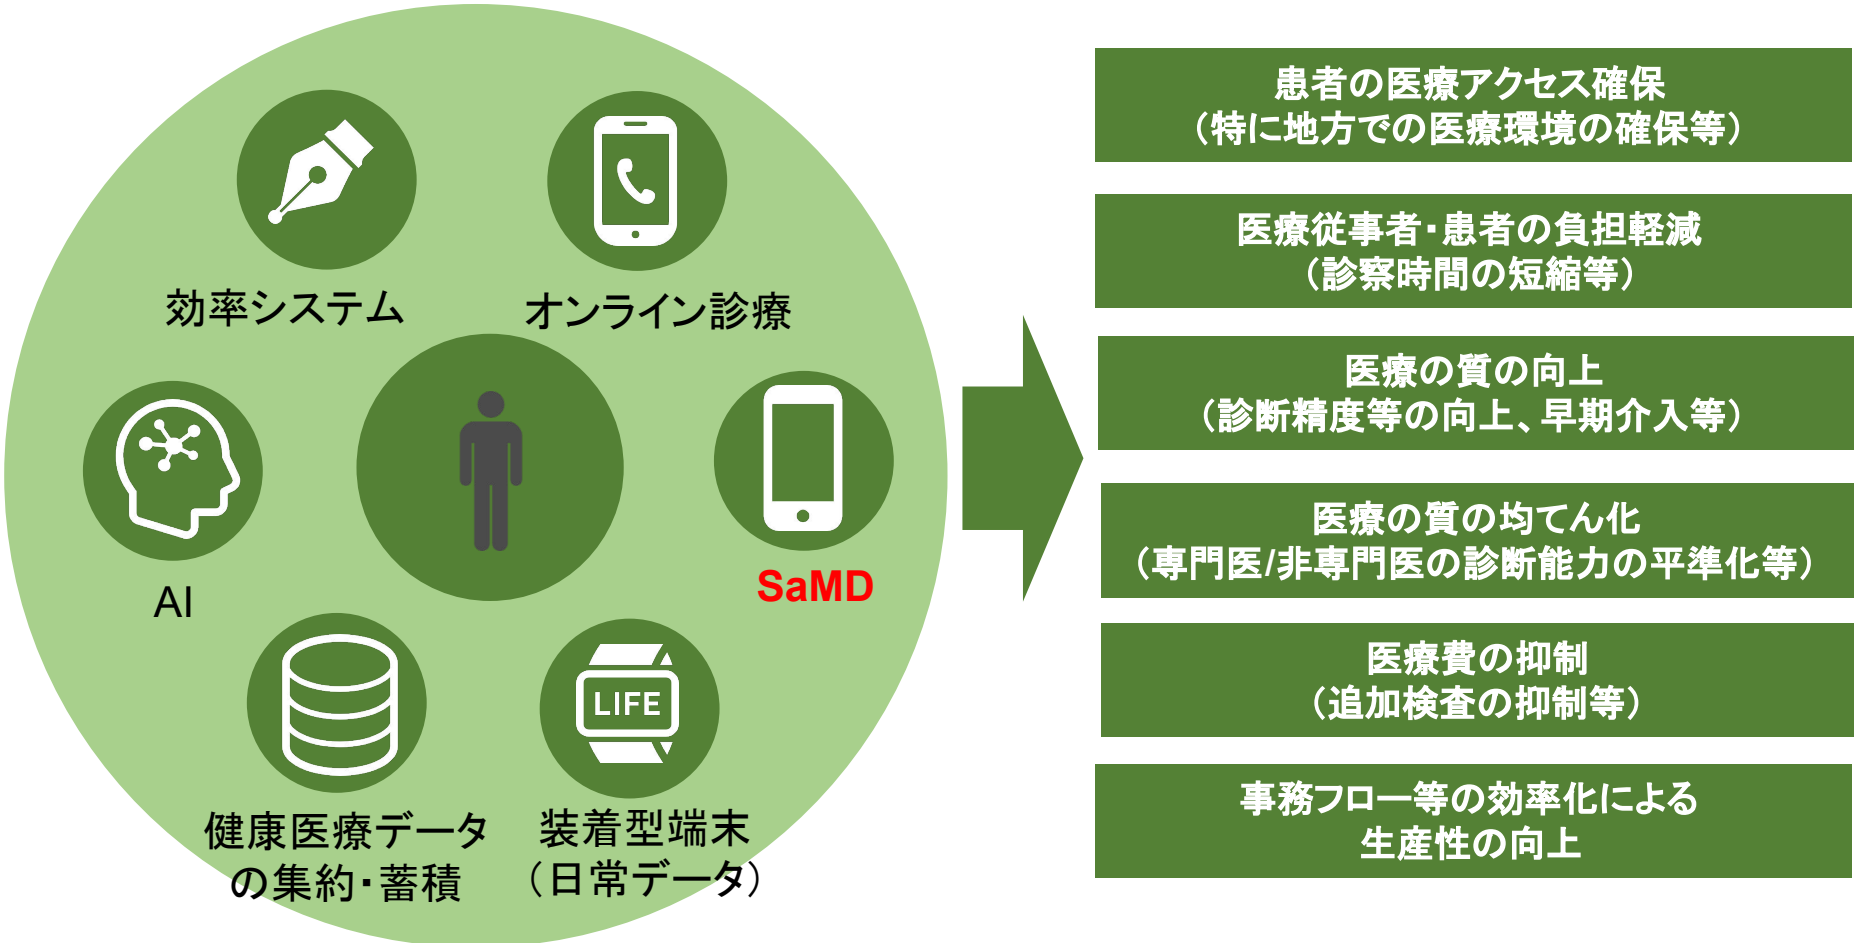 効率システム
オンライン診療
AI
SaMD
LIFE
健康医療データ
の集約・蓄積
装着型端末
（日常データ）
患者の医療アクセス確保
（特に地方での医療環境の確保等）
医療従事者・患者の負担軽減
（診察時間の短縮等）
医療の質の向上
（診断精度等の向上、早期介入等）
医療の質の均てん化
（専門医/非専門医の診断能力の平準化等）
医療費の抑制
（追加検査の抑制等）
事務フロー等の効率化による
生産性の向上